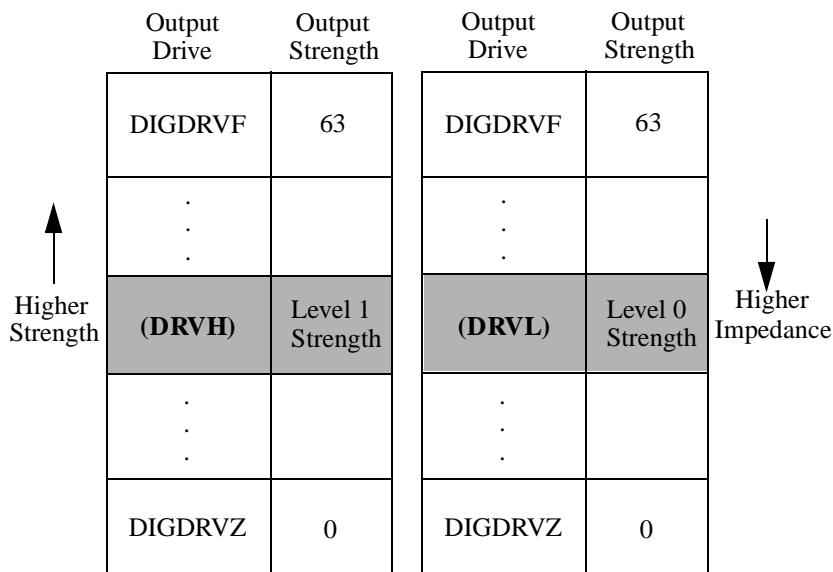 Output Drive
Output Strength
Output Drive
Output Strength
DIGDRVF
63
DIGDRVF
63
.
.
.
.
.
.
Higher Strength
(DRVH)
Level 1 Strength
(DRVL)
Level 0 Strength
Higher Impedance
.
.
.
.
.
.
DIGDRVZ
0
DIGDRVZ
0